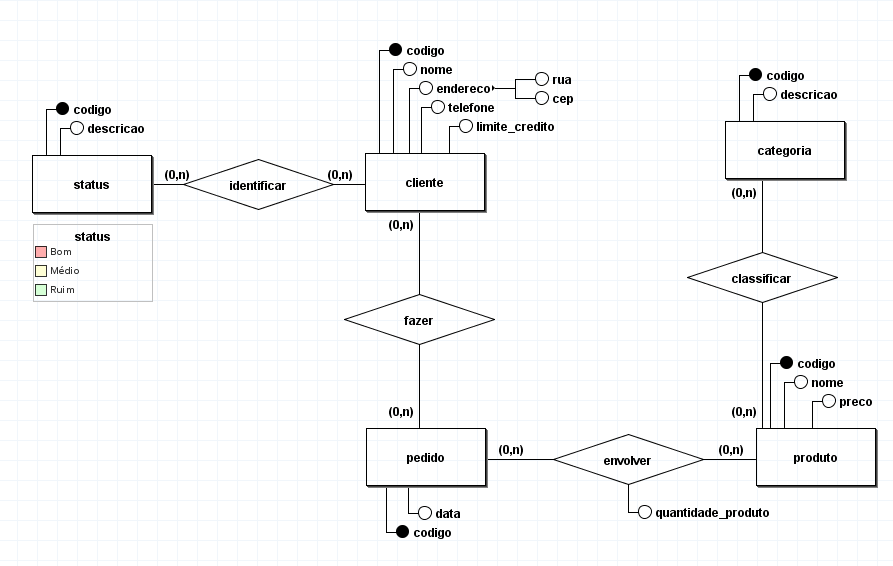 codigo
nome
endereco
rua
cep
telefone
limite_credito
codigo
descricao
codigo
descricao
status
(0,n)
identificar
(0,n)
cliente
categoria
(0,n)
(0,n)
status
Bom
Médio
Ruim
classificar
fazer
codigo
nome
preco
(0,n)
(0,n)
pedido
(0,n)
envolver
(0,n)
produto
data
codigo
quantidade_produto